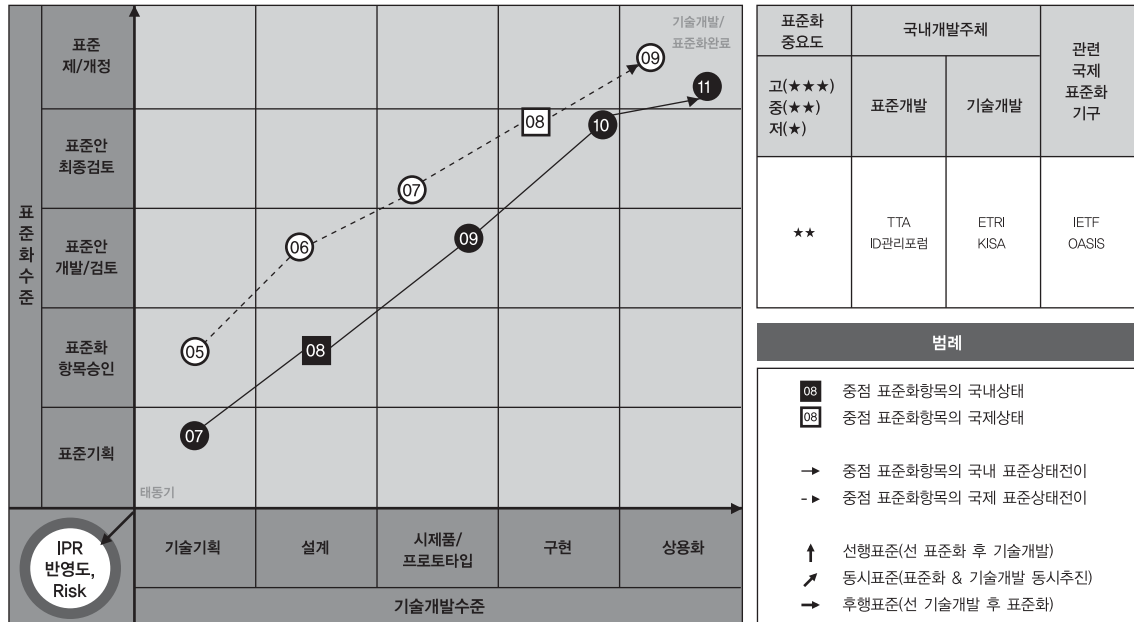 표준화수준
표준
제/개정
표준안
최종검토
표준안
개발/검토
표준화
항목승인
표준기획
기술개발/
표준화완료
09
11
08
10
07
06
09
05
08
07
태동기
IPR
반영도,
Risk
기술기획
설계
시제품/
프로토타입
구현
상용화
기술개발수준
표준화
중요도
국내개발주체
관련
국제
표준화
기구
고(★★★)
중(★★)
저(★)
표준개발
기술개발
★★
TTA
ID관리포럼
ETRI
KISA
IETF
OASIS
범례
08 중점 표준화항목의 국내상태
08 중점 표준화항목의 국제상태
중점 표준화항목의 국내 표준상태전이
중점 표준화항목의 국제 표준상태전이
선행표준(선 표준화 후 기술개발)
동시표준(표준화 & 기술개발 동시추진)
후행표준(선 기술개발 후 표준화)